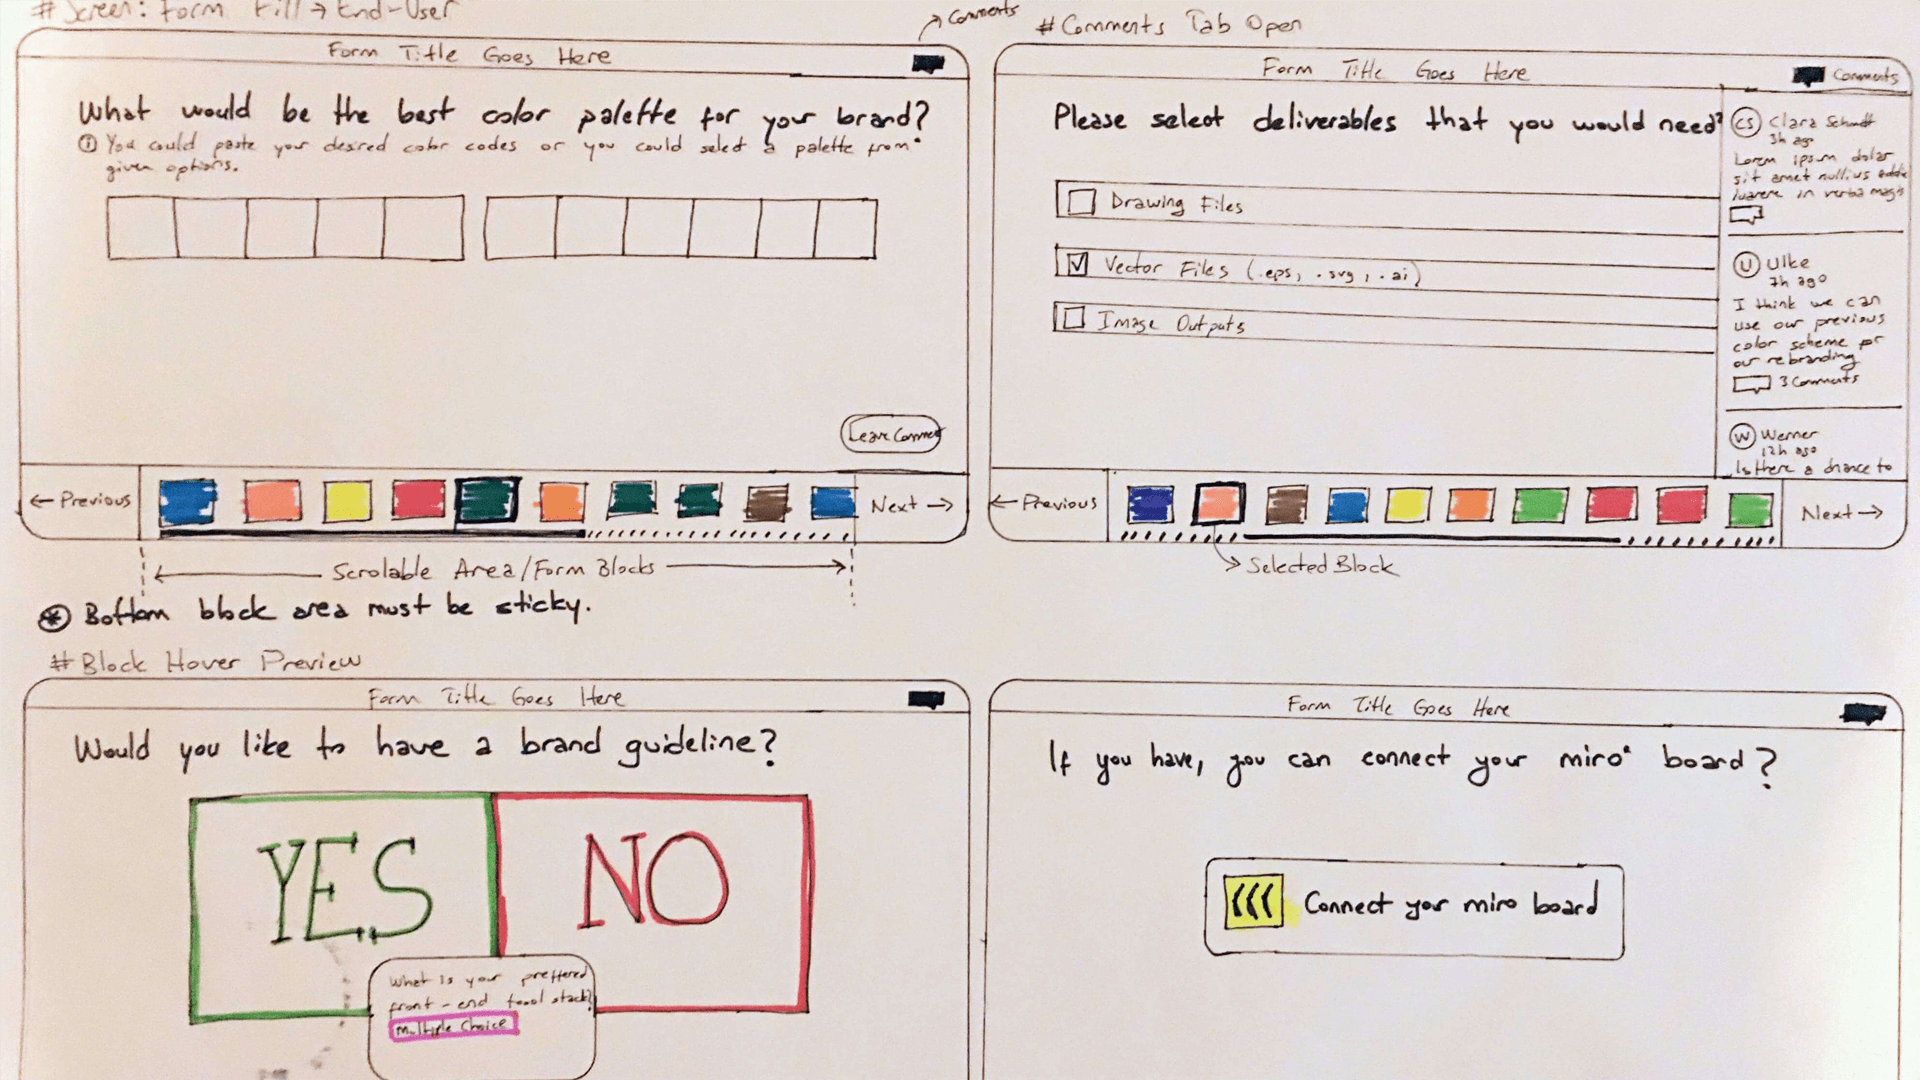 # Screen: Form Fill → End-User
Comments
Form Title Goes Here
What would be the best color palette for your brand?
You could paste your desired color codes or you could select a palette from
given options.
Leave Comment
← Previous
Next →
Scrolable Area/Form Blocks
Bottom block area must be sticky.
# Comments Tab Open
Form Title Goes Here
Comments
Please select deliverables that you would need?
Drawing Files
Vector Files (.eps, .svg, .ai)
Image Outputs
CS Clara Schmidt
3h ago
Lorem ipsum dolar
sit amet nullius
in verba magis
U Ulke
7h ago
I think we can
use our previous
color scheme for
our rebranding
3 Comments
W Werner
12h ago
Is there a chance to
← Previous
Next →
Selected Block
# Block Hover Preview
Form Title Goes Here
Would you like to have a brand guideline?
YES
NO
What is your preffered
front-end tool stack?
Multiple Choice
Form Title Goes Here
If you have, you can connect your miro board?
Connect your miro board